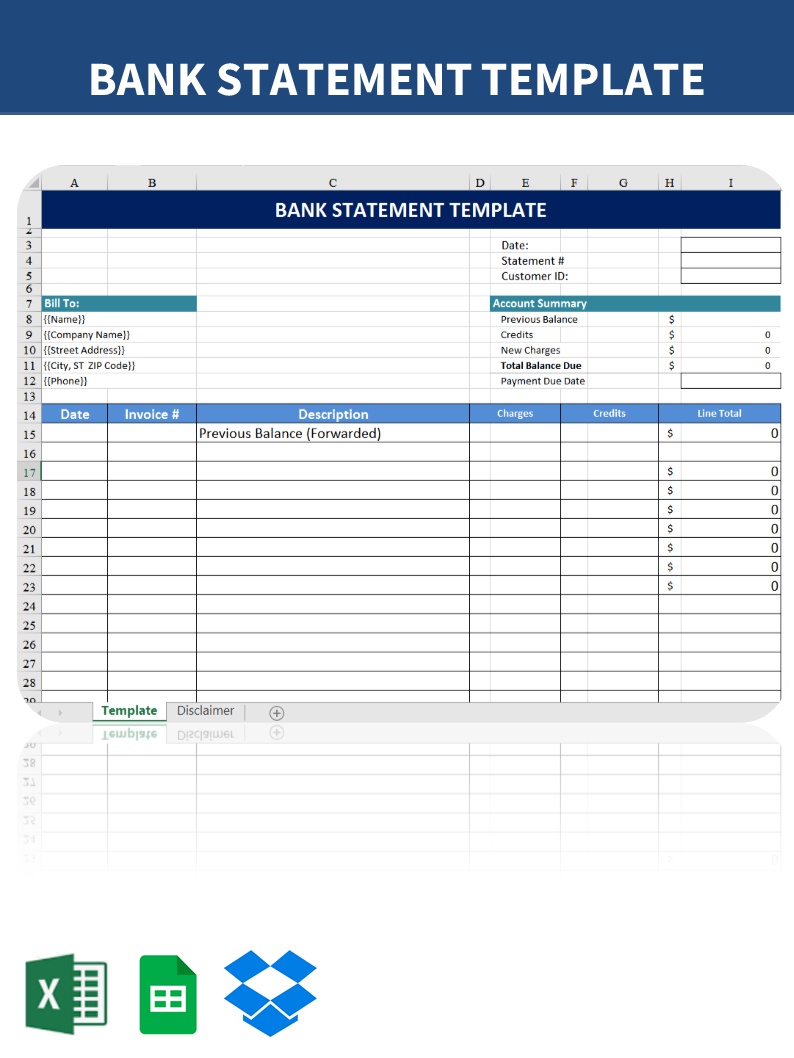 BANK STATEMENT TEMPLATE
A B C D E F G H I
1 BANK STATEMENT TEMPLATE
2
3 Date:
4 Statement #
5 Customer ID:
6
7 Bill To: Account Summary
8 {{Name}} Previous Balance $
9 {{Company Name}} Credits $ 0
10 {{Street Address}} New Charges $ 0
11 {{City, ST ZIP Code}} Total Balance Due $ 0
12 {{Phone}} Payment Due Date
13
14 Date Invoice # Description Charges Credits Line Total
15 Previous Balance (Forwarded) $ 0
16
17 $ 0
18 $ 0
19 $ 0
20 $ 0
21 $ 0
22 $ 0
23 $ 0
24
25
26
27
28
29
Template Disclaimer
X